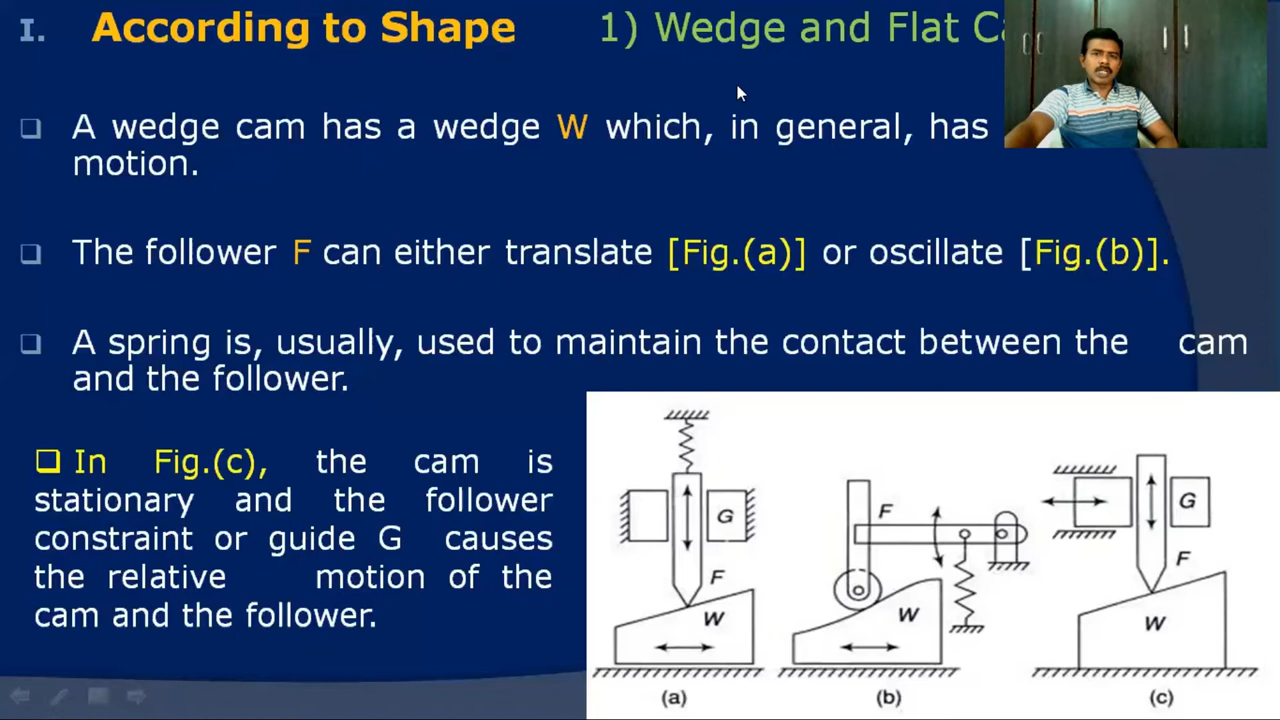 I. According to Shape 1) Wedge and Flat
❑ A wedge cam has a wedge W which, in general, has
motion.
❑ The follower F can either translate [Fig.(a)] or oscillate [Fig.(b)].
❑ A spring is, usually, used to maintain the contact between the cam
and the follower.
❑ In Fig.(c), the cam is
stationary and the follower
constraint or guide G causes
the relative motion of the
cam and the follower.
G
F
W
(a)
F
W
(b)
G
F
W
(c)